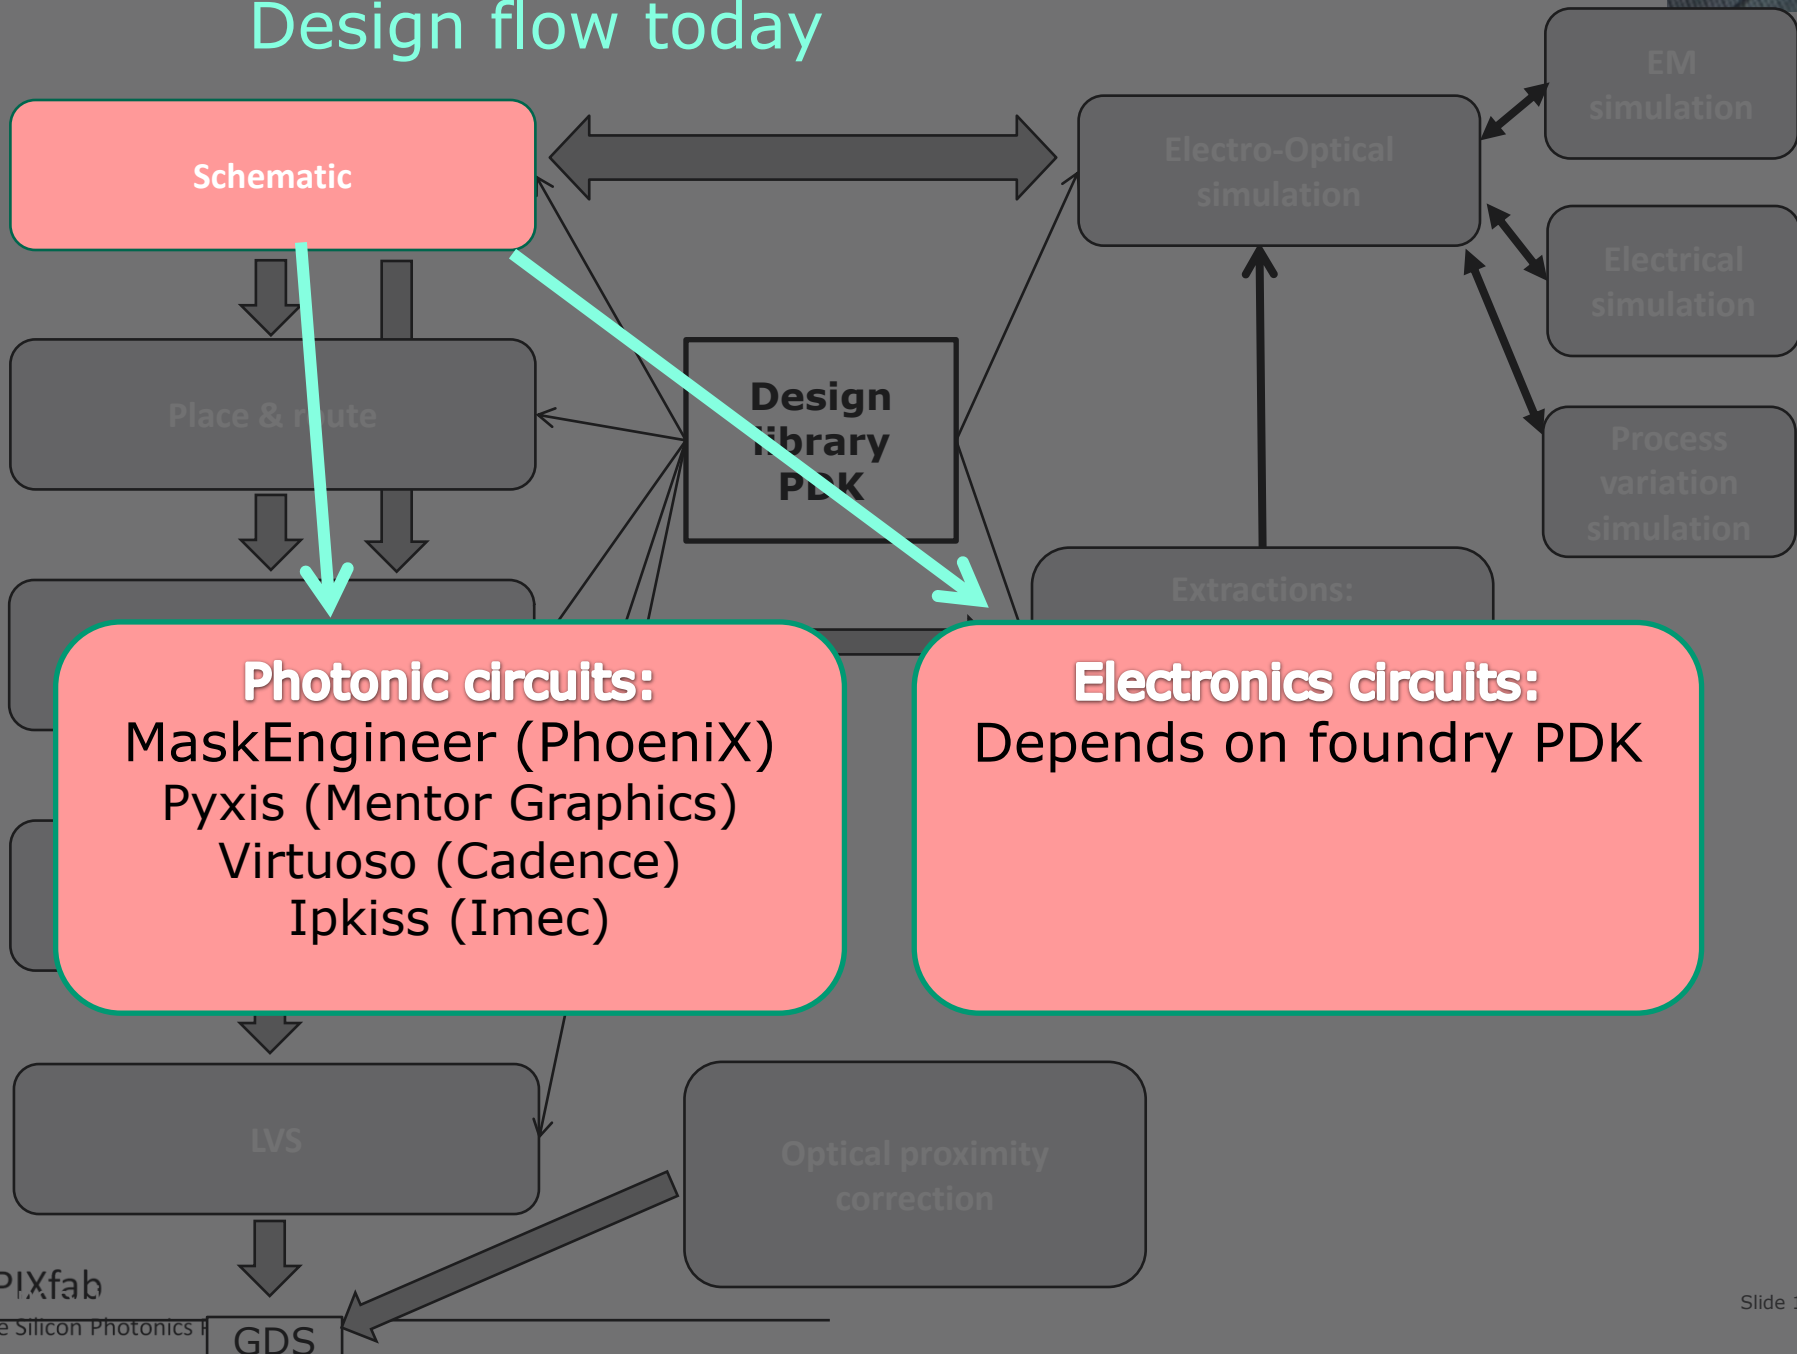 Design flow today
EM
simulation
Schematic
Electro-Optical
simulation
Electrical
simulation
Place & route
Design
library
PDK
Process
variation
simulation
Extractions:
Photonic circuits:
MaskEngineer (PhoeniX)
Pyxis (Mentor Graphics)
Virtuoso (Cadence)
Ipkiss (Imec)
Electronics circuits:
Depends on foundry PDK
LVS
Optical proximity
correction
PIXfab
Silicon Photonics
GDS
Slide